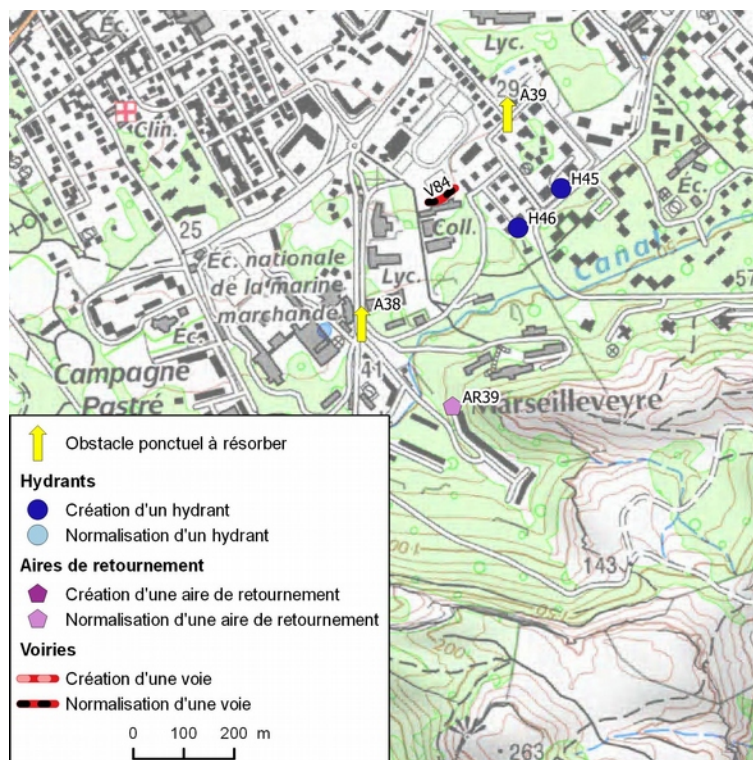 Éc.
Lyc.
29
A39
Clin.
V84
H45
Éc.
H46
25
Coll.
Canal
Éc. nationale
de la marine
marchande
Lyc.
A38
57
Éc.
41
Campagne
Pastré
AR39
Marseilleveyre
Obstacle ponctuel à résorber
Hydrants
Création d'un hydrant
Normalisation d'un hydrant
Aires de retournement
Création d'une aire de retournement
Normalisation d'une aire de retournement
Voiries
Création d'une voie
Normalisation d'une voie
0 100 200 m
100
143
150
200
263